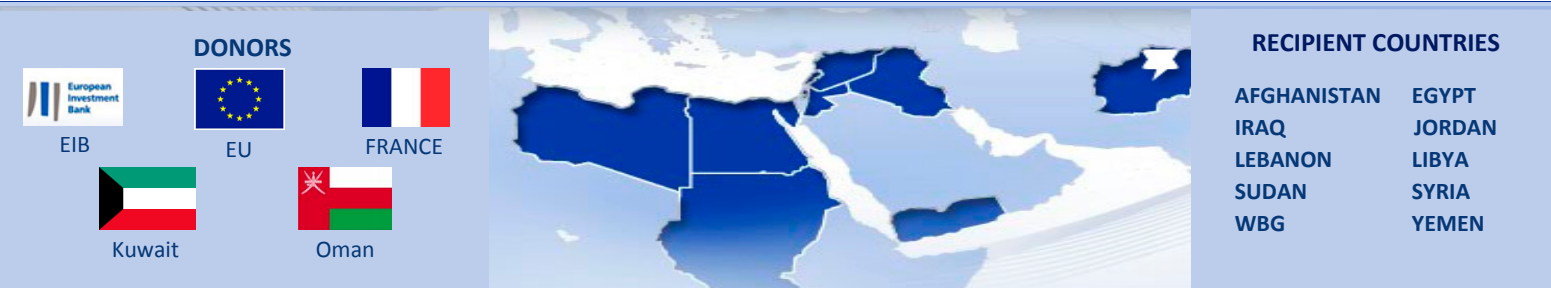 DONORS
European
Investment
Bank
EIB
EU
FRANCE
Kuwait
Oman
RECIPIENT COUNTRIES
AFGHANISTAN EGYPT
IRAQ JORDAN
LEBANON LIBYA
SUDAN SYRIA
WBG YEMEN